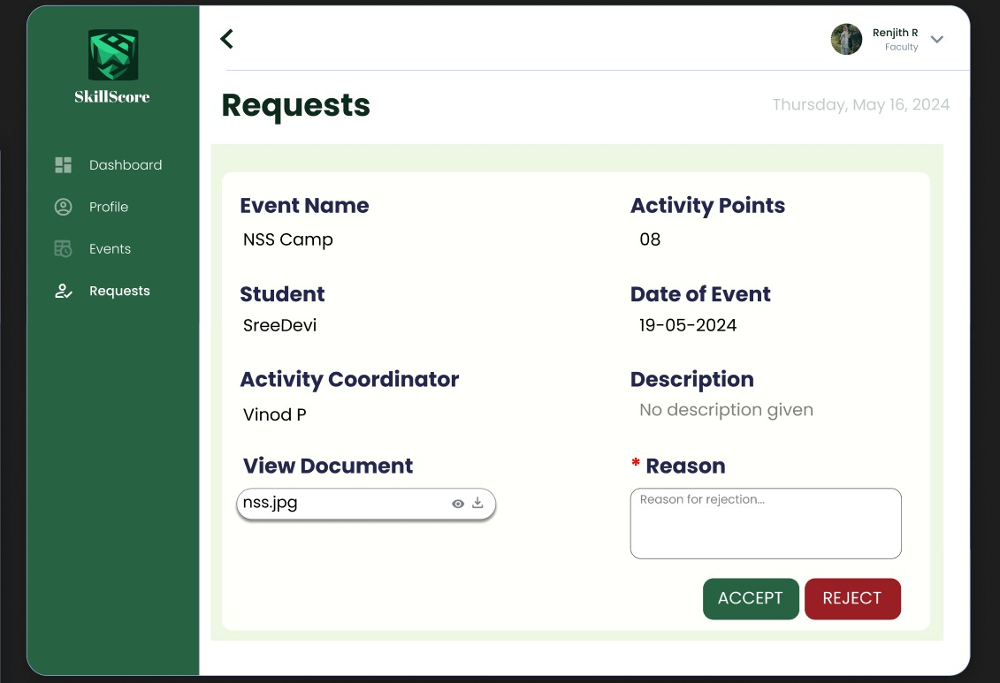 SkillScore
Dashboard
Profile
Events
Requests
Renjith R
Faculty
Requests
Thursday, May 16, 2024
Event Name
NSS Camp
Activity Points
08
Student
SreeDevi
Date of Event
19-05-2024
Activity Coordinator
Vinod P
Description
No description given
View Document
nss.jpg
* Reason
Reason for rejection...
ACCEPT
REJECT